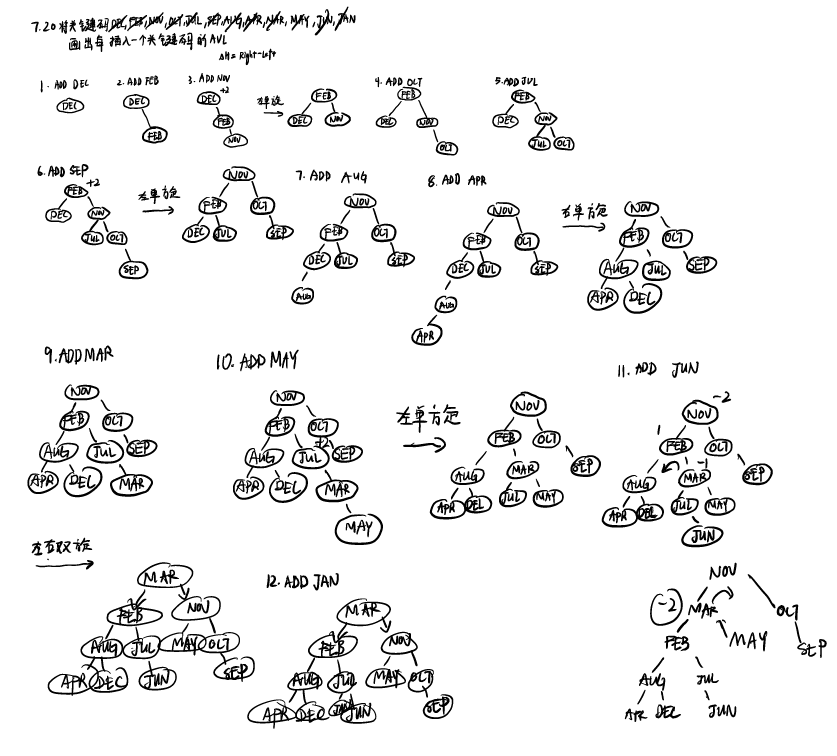 7.20 将关键码DEC,FEB,NOV,OCT,JUL,SEP,AUG,APR,MAR,MAY,JUN,JAN
画出每插入一个关键码的AVL
ΔH = Right-Left
1. ADD DEC
DEC
2. ADD FEB
DEC
FEB
3. ADD NOV
+2
DEC
FEB
NOV
左单旋
FEB
DEC NOV
4. ADD OCT
FEB
DEC NOV
OCT
5. ADD JUL
FEB
DEC NOV
JUL OCT
6. ADD SEP
FEB +2
DEC NOV
JUL OCT
SEP
左单旋
NOV
FEB OCT
DEC JUL SEP
7. ADD AUG
NOV
FEB OCT
DEC JUL SEP
AUG
8. ADD APR
NOV
FEB OCT
DEC JUL SEP
AUG
APR
右单旋
NOV
FEB OCT
AUG JUL SEP
APR DEC
9. ADD MAR
NOV
FEB OCT
AUG JUL SEP
APR DEC MAR
10. ADD MAY
NOV
FEB OCT
+2
AUG JUL SEP
APR DEC MAR
MAY
左单旋
NOV
FEB OCT
AUG MAR SEP
APR DEC JUL MAY
11. ADD JUN
NOV -2
1
FEB OCT
-1
AUG MAR SEP
APR DEC JUL MAY
JUN
左右双旋
MAR
FEB NOV
AUG JUL MAY OCT
APR DEC JUN SEP
12. ADD JAN
MAR
FEB NOV
AUG JUL MAY OCT
APR DEC JAN JUN SEP
NOV
-2 MAR OCT
FEB MAY SEP
AUG JUL
APR DEC JUN